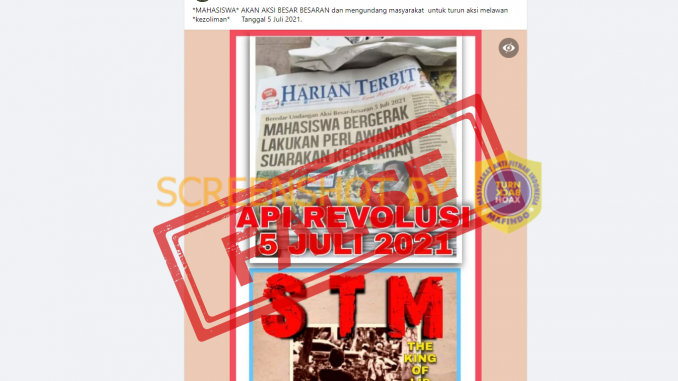 *MAHASISWA* AKAN AKSI BESAR BESARAN dan mengundang masyarakat untuk turun aksi melawan
*kezoliman* Tanggal 5 Juli 2021.
HARIAN TERBIT
Beredar Undangan Aksi Besar-besaran 5 Juli 2021
MAHASISWA BERGERAK
LAKUKAN PERLAWANAN
SUARAKAN KEBENARAN
FALSE
SCREENSHOT BY
MASYARAKAT ANTI FITNAH INDONESIA
TURN
BACK
HOAX
MAFINDO
API REVOLUSI
5 JULI 2021
STM
THE
KING
OF